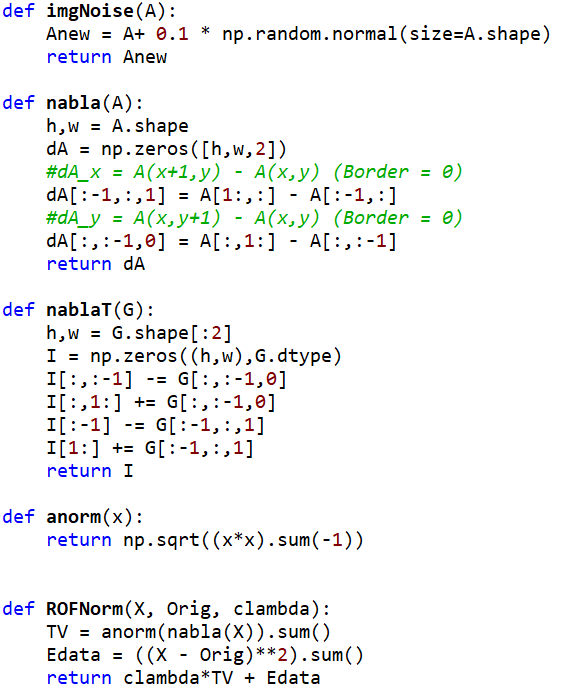 def imgNoise(A):
    Anew = A+ 0.1 * np.random.normal(size=A.shape)
    return Anew

def nabla(A):
    h,w = A.shape
    dA = np.zeros([h,w,2])
    #dA_x = A(x+1,y) - A(x,y) (Border = 0)
    dA[:-1,:,1] = A[1:,:] - A[:-1,:]
    #dA_y = A(x,y+1) - A(x,y) (Border = 0)
    dA[:,:-1,0] = A[:,1:] - A[:,:-1]
    return dA

def nablaT(G):
    h,w = G.shape[:2]
    I = np.zeros((h,w),G.dtype)
    I[:,:-1] -= G[:,:-1,0]
    I[:,1:] += G[:,:-1,0]
    I[:-1] -= G[:-1,:,1]
    I[1:] += G[:-1,:,1]
    return I

def anorm(x):
    return np.sqrt((x*x).sum(-1))


def ROFNorm(X, Orig, clambda):
    TV = anorm(nabla(X)).sum()
    Edata = ((X - Orig)**2).sum()
    return clambda*TV + Edata